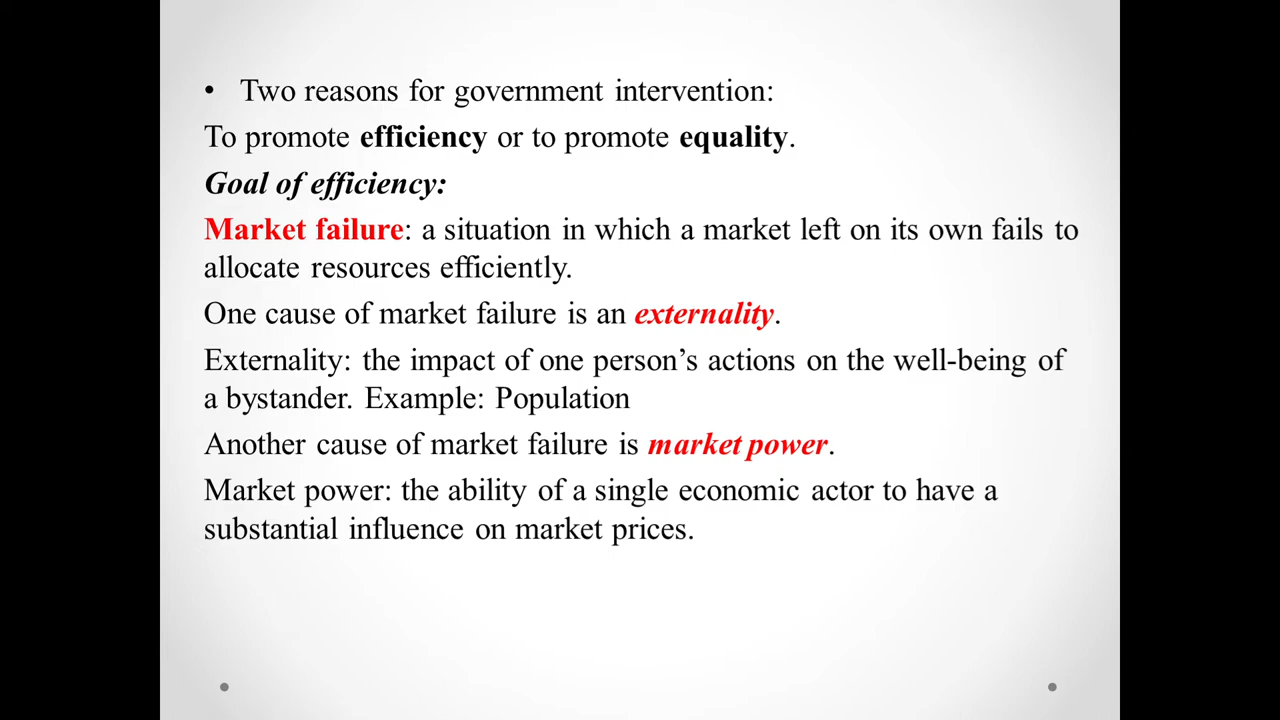 • Two reasons for government intervention:
To promote efficiency or to promote equality.
Goal of efficiency:
Market failure: a situation in which a market left on its own fails to
allocate resources efficiently.
One cause of market failure is an externality.
Externality: the impact of one person’s actions on the well-being of
a bystander. Example: Population
Another cause of market failure is market power.
Market power: the ability of a single economic actor to have a
substantial influence on market prices.